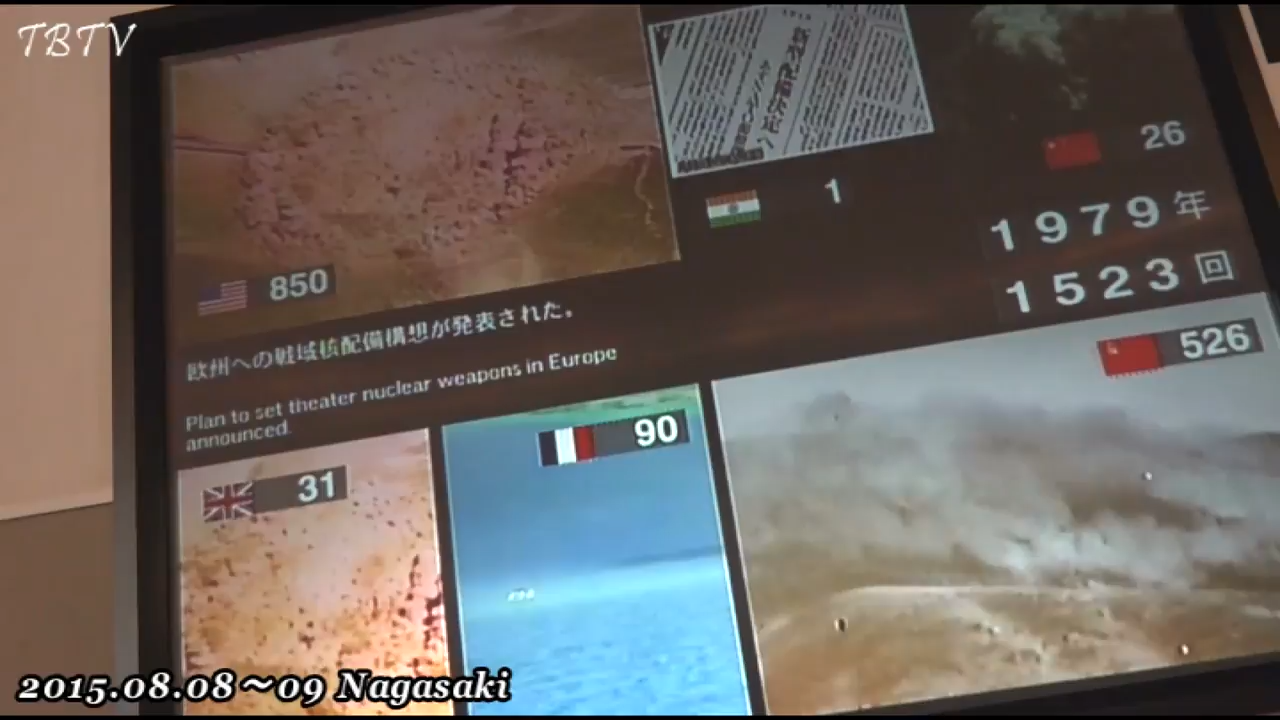 TBTV
850
1
26
1979年
1523回
欧州への戦域核配備構想が発表された。
Plan to set theater nuclear weapons in Europe
announced.
31
90
526
2015.08.08～09 Nagasaki